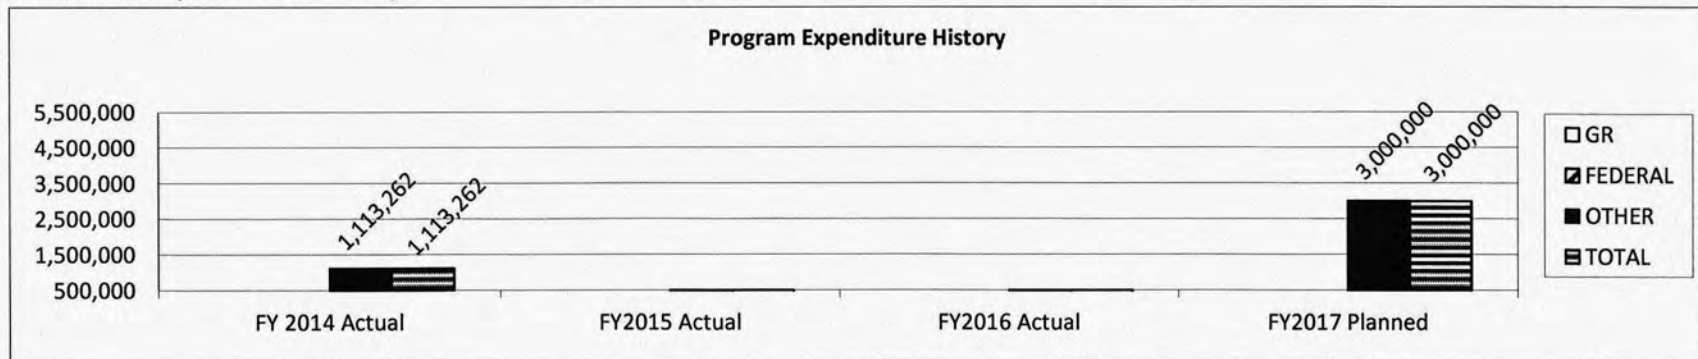 Program Expenditure History
5,500,000
4,500,000
3,500,000
2,500,000
1,500,000
500,000
1,113,262
1,113,262
3,000,000
3,000,000
FY 2014 Actual
FY2015 Actual
FY2016 Actual
FY2017 Planned
GR
FEDERAL
OTHER
TOTAL